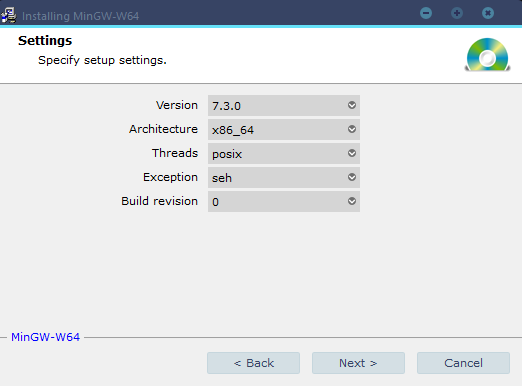 Installing MinGW-W64
Settings
Specify setup settings.
Version 7.3.0
Architecture x86_64
Threads posix
Exception seh
Build revision 0
MinGW-W64
< Back Next > Cancel